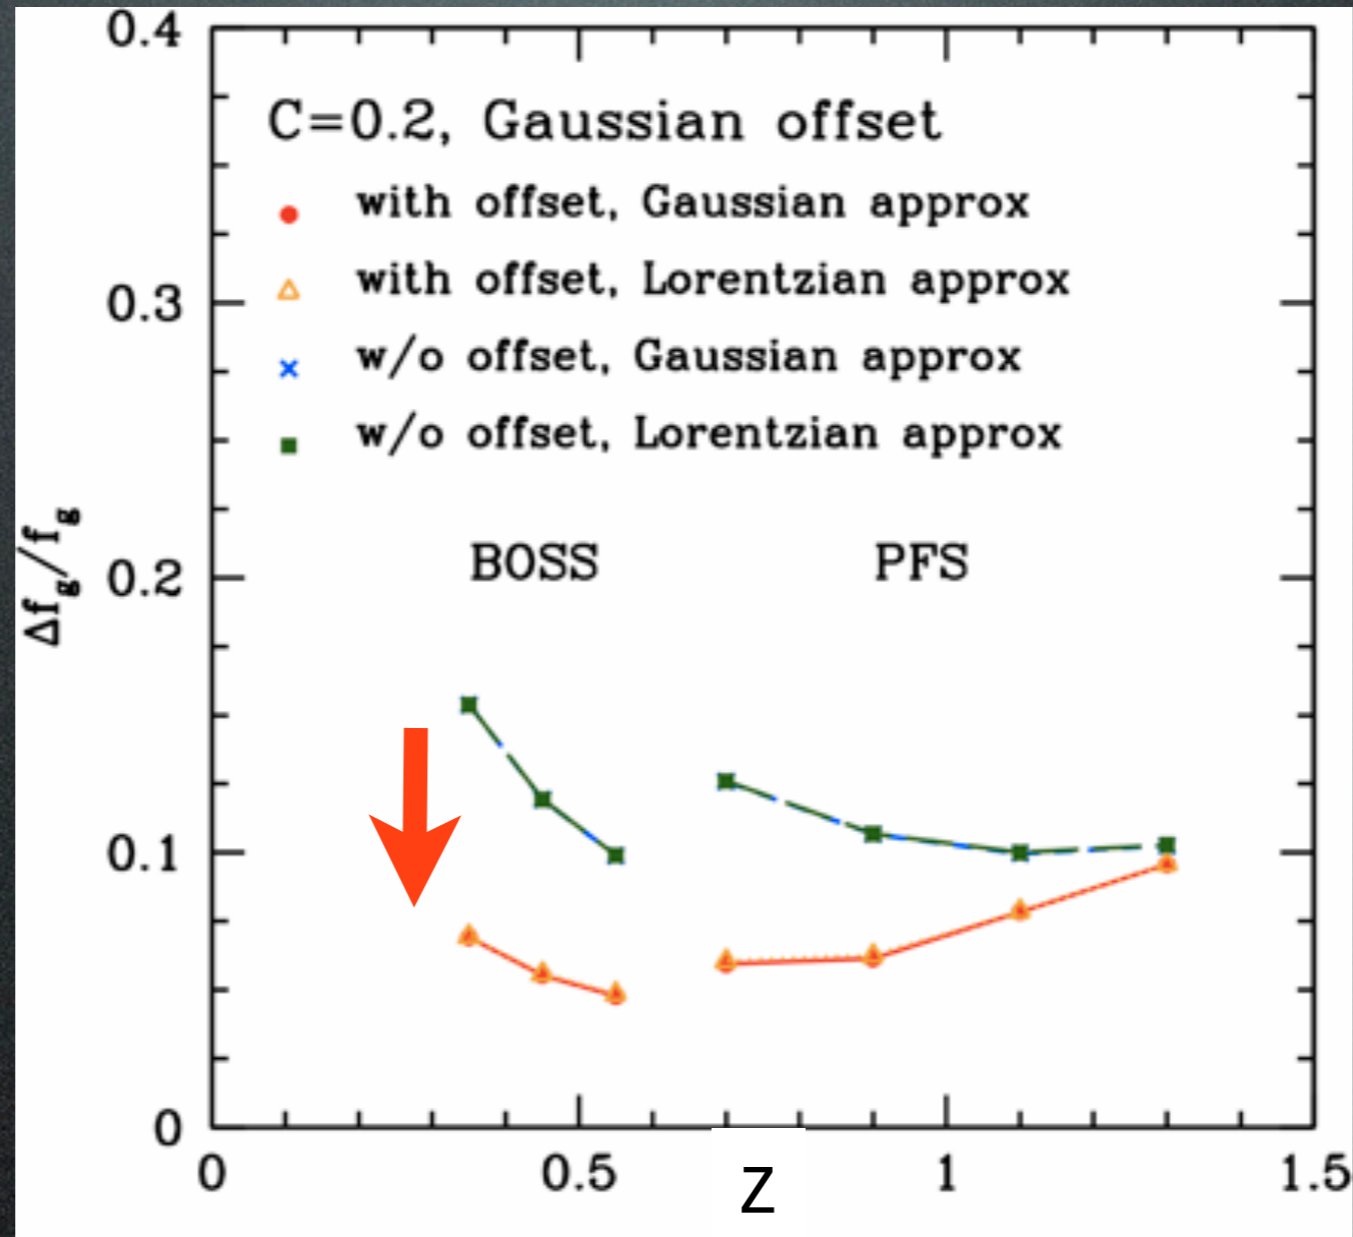 0.4
C=0.2, Gaussian offset
with offset, Gaussian approx
with offset, Lorentzian approx
0.3
w/o offset, Gaussian approx
w/o offset, Lorentzian approx
Δf_g/f_g
BOSS PFS
0.2
0.1
0
0 0.5 1 1.5
Z